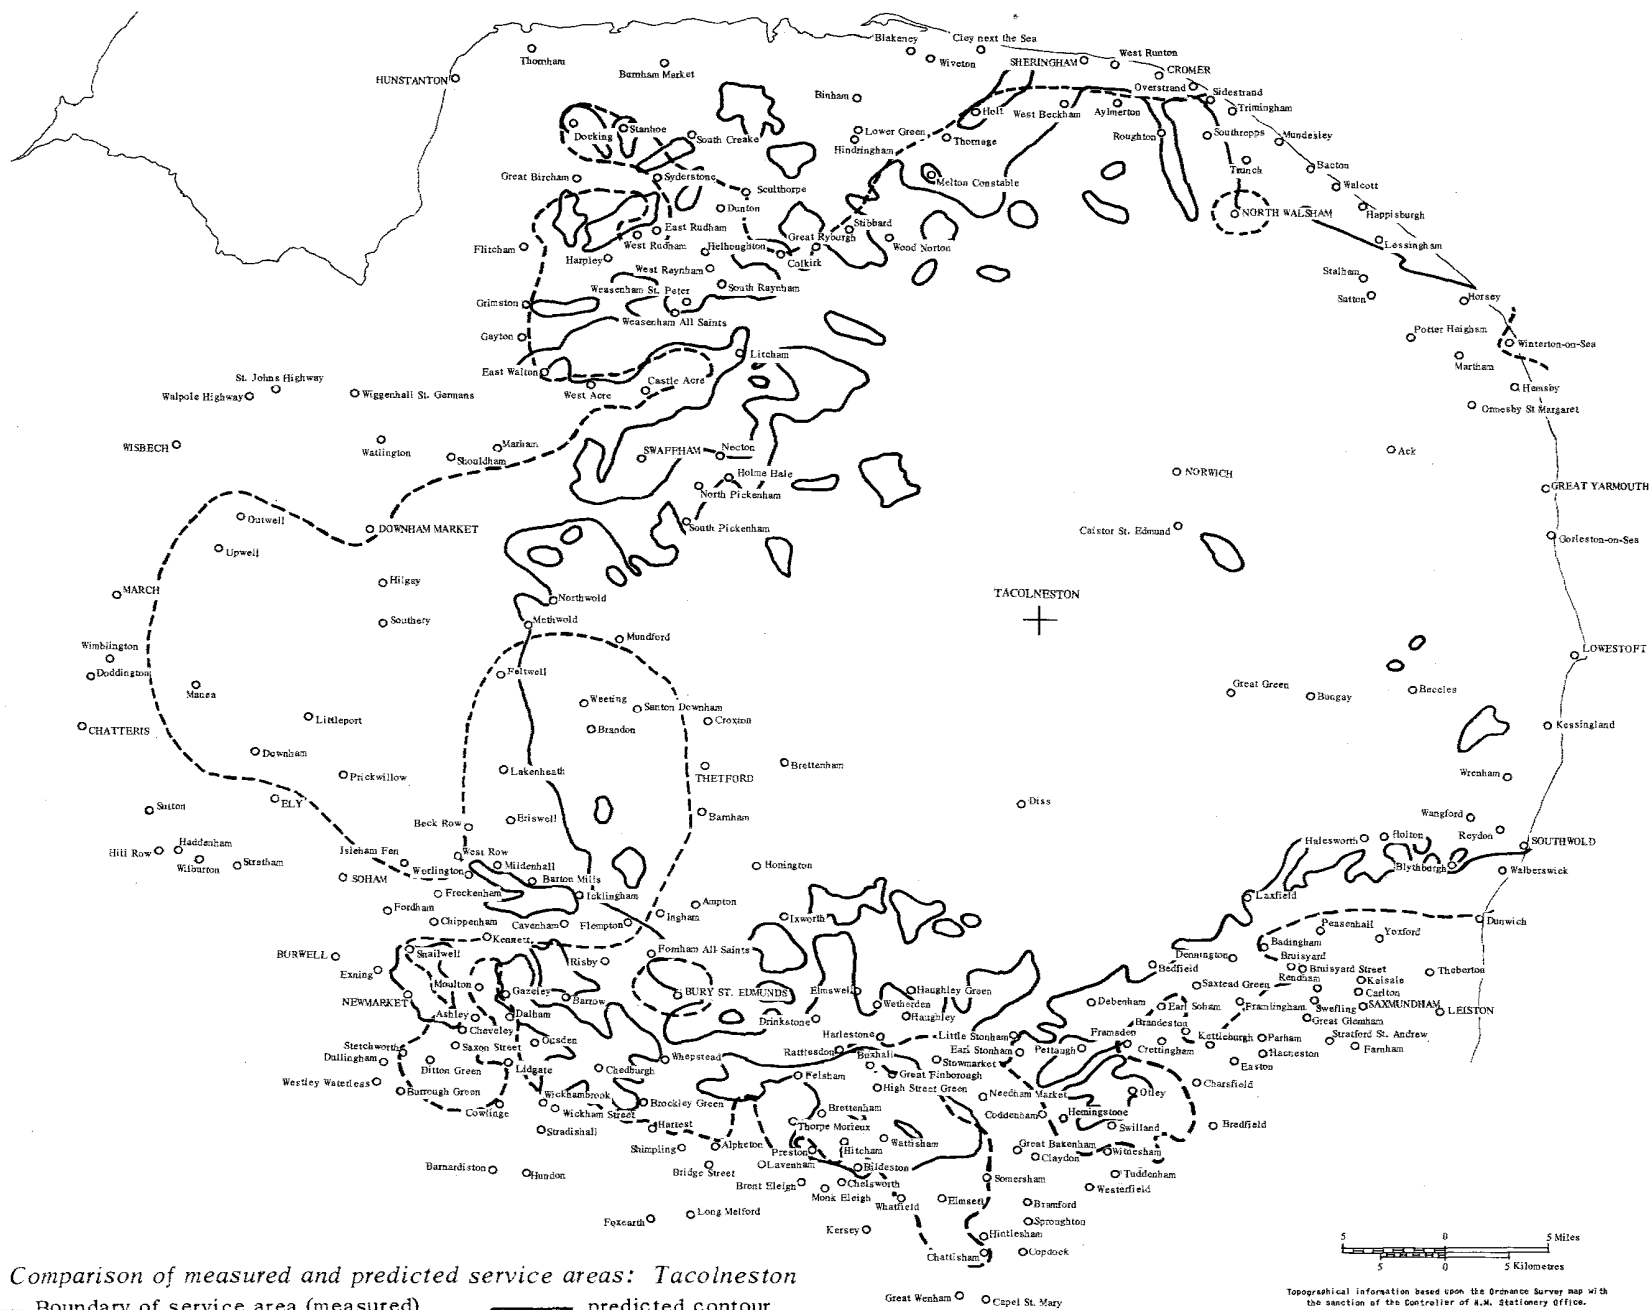 Blakeney
Cley next the Sea
Thornham
Wiveton
SHERINGHAM
West Runton
HUNSTANTON
Burnham Market
CROMER
Overstrand
Sidestrand
Binham
Holt
West Beckham
Aylmerton
Trimingham
Docking
Stanhoe
South Creake
Lower Green
Hindringham
Thornage
Roughton
Southrepps
Mundesley
Trunch
Bacton
Great Bircham
Syderstone
Sculthorpe
Melton Constable
Walcott
Dunton
NORTH WALSHAM
Happisburgh
East Rudham
Stibbard
Flitcham
West Rudham
Helhoughton
Great Ryburgh
Wood Norton
Lessingham
Harpley
West Raynham
Colkirk
Stalham
Weasenham St. Peter
South Raynham
Sutton
Horsey
Grimston
Weasenham All Saints
Gayton
Potter Heigham
Winterton-on-Sea
Litcham
Martham
East Walton
St. Johns Highway
Castle Acre
Hemsby
Walpole Highway
Wiggenhall St. Germans
West Acre
Ormesby St Margaret
WISBECH
Watlington
Marham
Shouldham
SWAFFHAM
Necton
Acle
Holme Hale
NORWICH
North Pickenham
GREAT YARMOUTH
Outwell
DOWNHAM MARKET
South Pickenham
Caistor St. Edmund
Gorleston-on-Sea
Upwell
MARCH
Hilgay
Northwold
TACOLNESTON
Southery
Methwold
Mundford
Wimblington
LOWESTOFT
Doddington
Feltwell
Manea
Great Green
Bungay
Beccles
Weeting
Santon Downham
Littleport
Croxton
CHATTERIS
Brandon
Kessingland
Downham
Lakenheath
THETFORD
Brettenham
Prickwillow
Wrenham
ELY
Diss
Sutton
Barnham
Wangford
Beck Row
Eriswell
Reydon
Haddenham
Halesworth
Holton
SOUTHWOLD
Hill Row
Wilburton
Stretham
Isleham Fen
West Row
Mildenhall
Honington
Blythburgh
Walberswick
SOHAM
Worlington
Barton Mills
Freckenham
Icklingham
Laxfield
Fordham
Ampton
Chippenham
Cavenham
Flempton
Ingham
Ixworth
Dunwich
Peasenhall
Yoxford
Kennett
BURWELL
Snailwell
Fornham All Saints
Badingham
Dennington
Bruisyard
Exning
Risby
Bedfield
Bruisyard Street
Theberton
Moulton
Rendham
Kelsale
NEWMARKET
Gazeley
Barrow
BURY ST. EDMUNDS
Elmswell
Haughley Green
Saxtead Green
Carlton
Wetherden
Debenham
Earl Soham
Framlingham
Swefling
SAXMUNDHAM
LEISTON
Ashley
Dalham
Drinkstone
Haughley
Brandeston
Great Glemham
Cheveley
Harlestone
Little Stonham
Framsden
Kettleburgh
Parham
Stratford St. Andrew
Stetchworth
Saxon Street
Ousden
Rattlesdon
Buxhall
Earl Stonham
Pettaugh
Cretingham
Hacheston
Farnham
Dullingham
Ditton Green
Lidgate
Chedburgh
Whepstead
Stowmarket
Easton
Westley Waterless
Felsham
Great Finborough
Burrough Green
High Street Green
Needham Market
Otley
Charsfield
Cowlinge
Wickhambrook
Brockley Green
Brettenham
Coddenham
Hemingstone
Wickham Street
Thorpe Morieux
Swilland
Bredfield
Stradishall
Hartest
Wattisham
Shimpling
Alpheton
Preston
Hitcham
Great Bakenham
Witnesham
Barnardiston
Hundon
Bridge Street
Lavenham
Bildeston
Claydon
Tuddenham
Brent Eleigh
Chelsworth
Somersham
Westerfield
Monk Eleigh
Whatfield
Elmsett
Bramford
Foxearth
Long Melford
Kersey
Sproughton
Hintlesham
Chattisham
Copdock
5 0 5 Miles
5 0 5 Kilometres
Comparison of measured and predicted service areas: Tacolneston
Great Wenham
Capel St. Mary
Topographical information based upon the Ordnance Survey map with
the sanction of the Controller of H.M. Stationery Office.
Boundary of service area (measured)
predicted contour